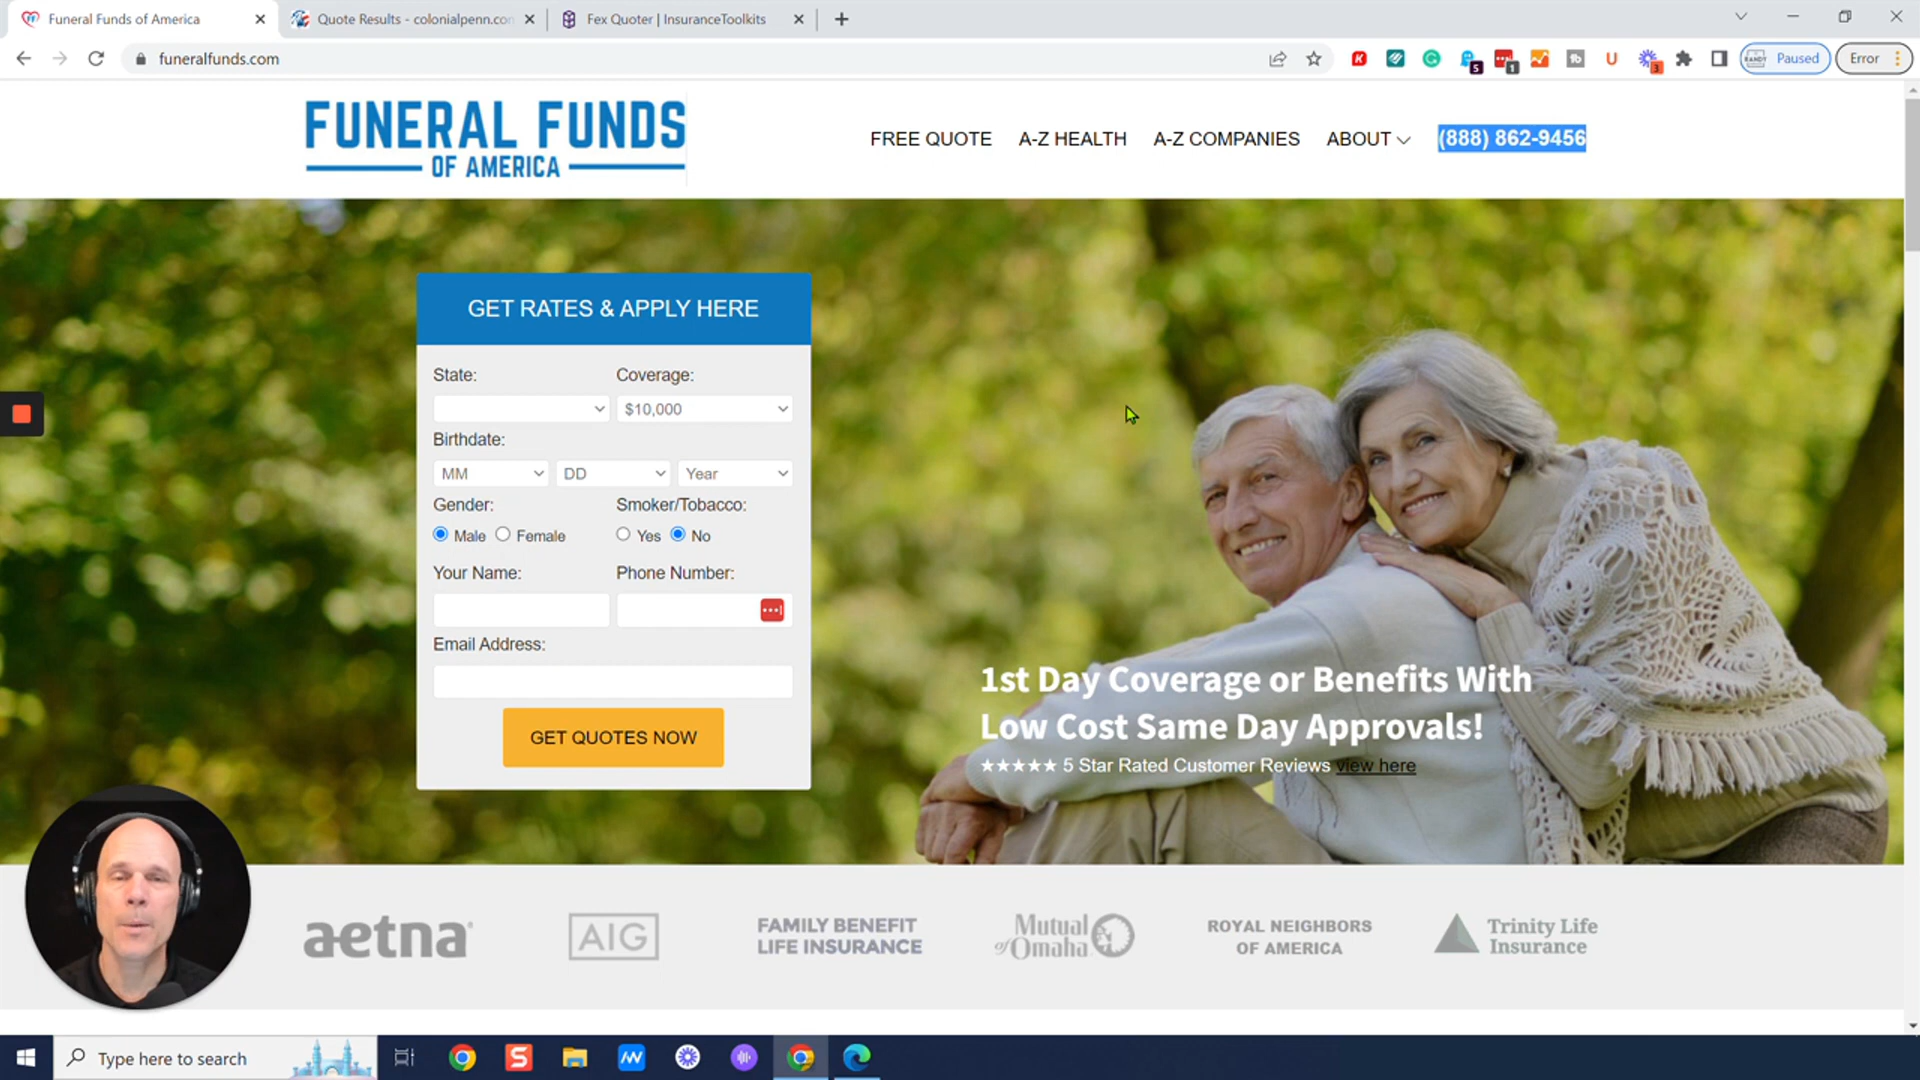 Funeral Funds of America
Quote Results - colonialpenn.con
Fex Quoter | InsuranceToolkits
funeralfunds.com
5
1
3
Paused
Error
FUNERAL FUNDS
OF AMERICA
FREE QUOTE
A-Z HEALTH
A-Z COMPANIES
ABOUT
(888) 862-9456
GET RATES & APPLY HERE
State:
Coverage:
$10,000
Birthdate:
MM
DD
Year
Gender:
Smoker/Tobacco:
Male
Female
Yes
No
Your Name:
Phone Number:
Email Address:
GET QUOTES NOW
1st Day Coverage or Benefits With
Low Cost Same Day Approvals!
★★★★★ 5 Star Rated Customer Reviews view here
aetna
AIG
FAMILY BENEFIT
LIFE INSURANCE
Mutual
of Omaha
ROYAL NEIGHBORS
OF AMERICA
Trinity Life
Insurance
Type here to search